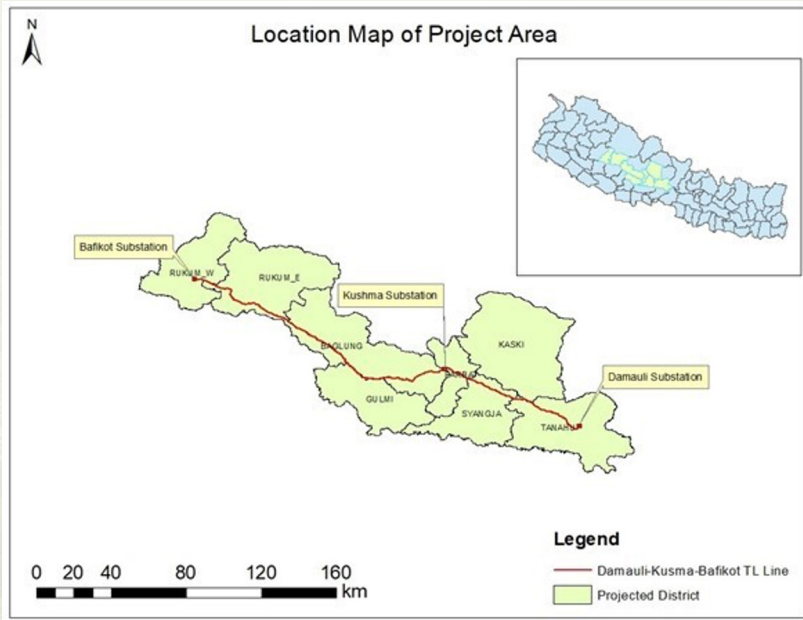 N
Location Map of Project Area
Bafikot Substation
RUKUM_W
RUKUM_E
Kushma Substation
BAGLUNG
KASKI
Damauli Substation
GULMI
SYANGJA
TANAHU
Legend
Damauli-Kusma-Bafikot TL Line
Projected District
0 20 40 80 120 160
km